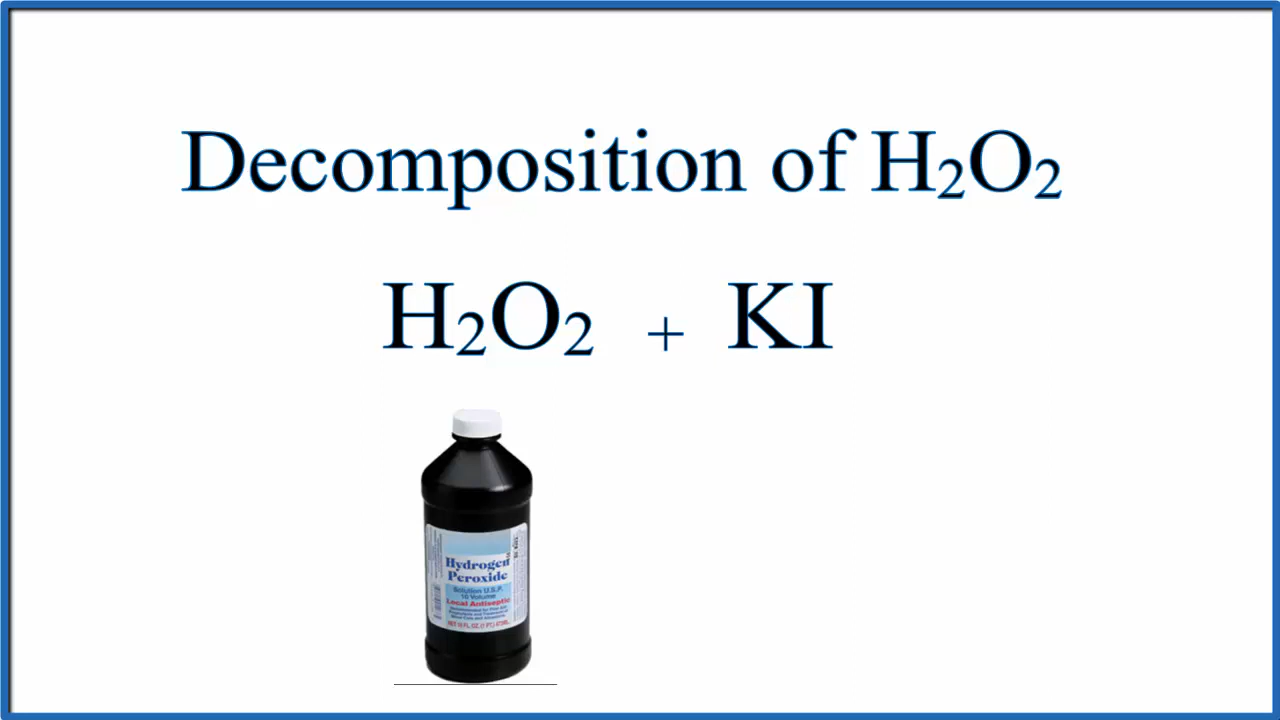 Decomposition of H₂O₂
H₂O₂ + KI
Hydrogen
Peroxide
Solution U.S.P.
10 Volume
Local Antiseptic